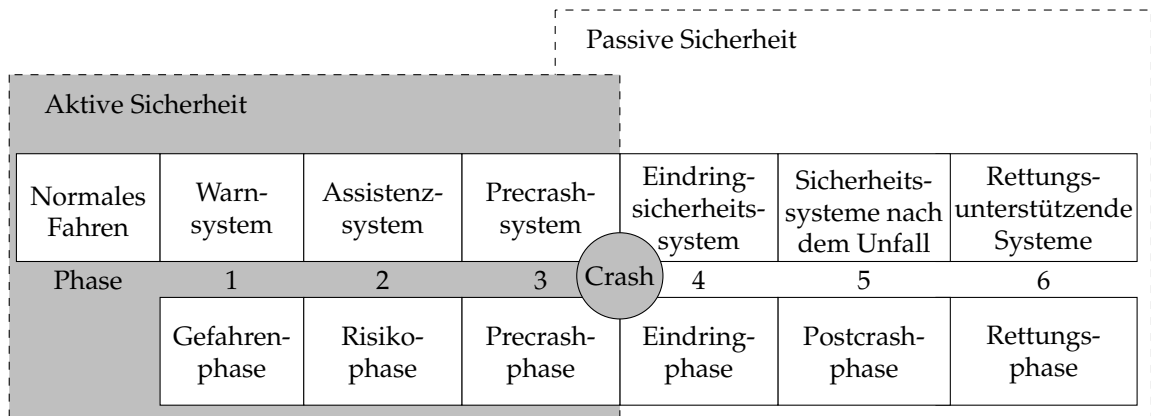 Passive Sicherheit
Aktive Sicherheit
Normales
Fahren
Warn-
system
Assistenz-
system
Precrash-
system
Eindring-
sicherheits-
system
Sicherheits-
systeme nach
dem Unfall
Rettungs-
unterstützende
Systeme
Phase 1 2 3 Crash 4 5 6
Gefahren-
phase
Risiko-
phase
Precrash-
phase
Eindring-
phase
Postcrash-
phase
Rettungs-
phase